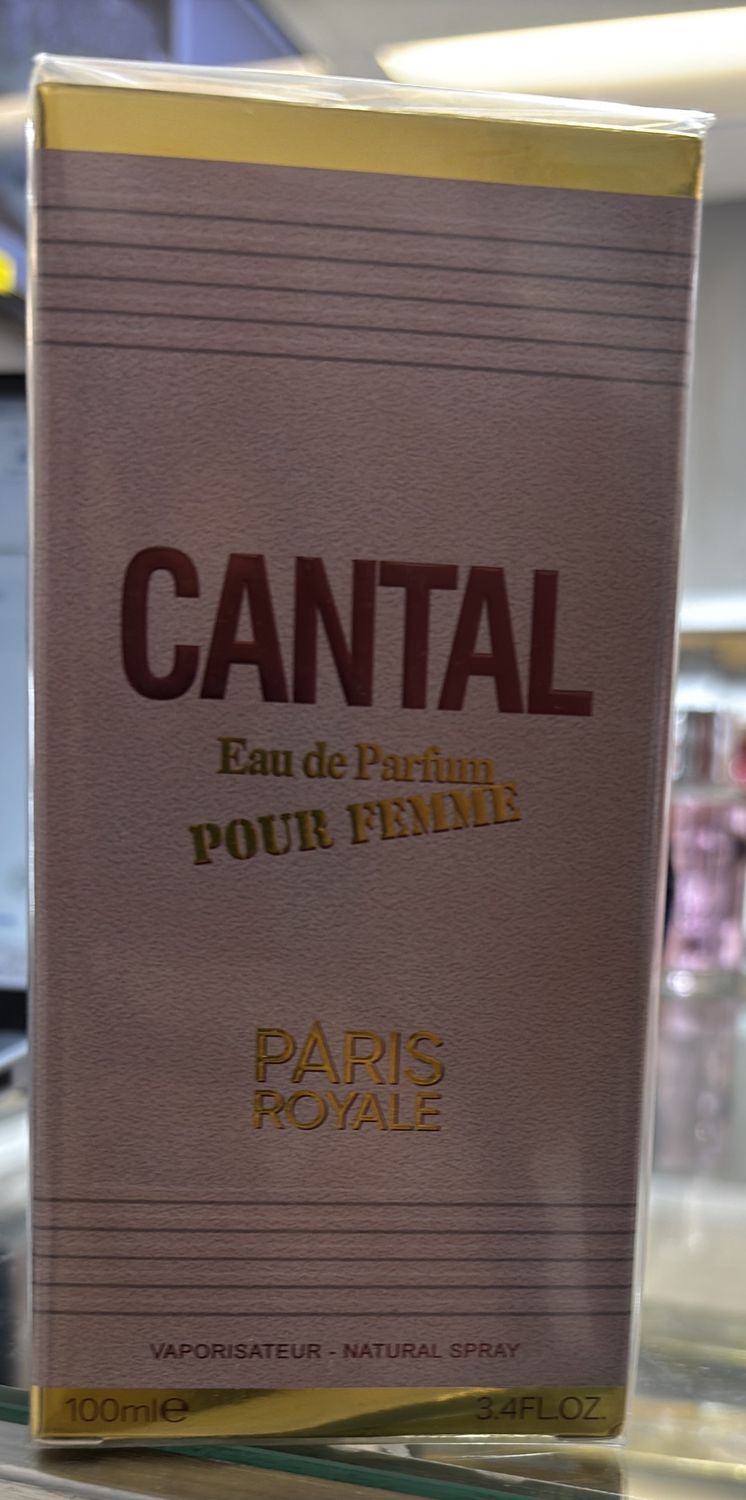 CANTAL
Eau de Parfum
POUR FEMME
PARIS
ROYALE
VAPORISATEUR - NATURAL SPRAY
100ml℮ 3.4FL.OZ.